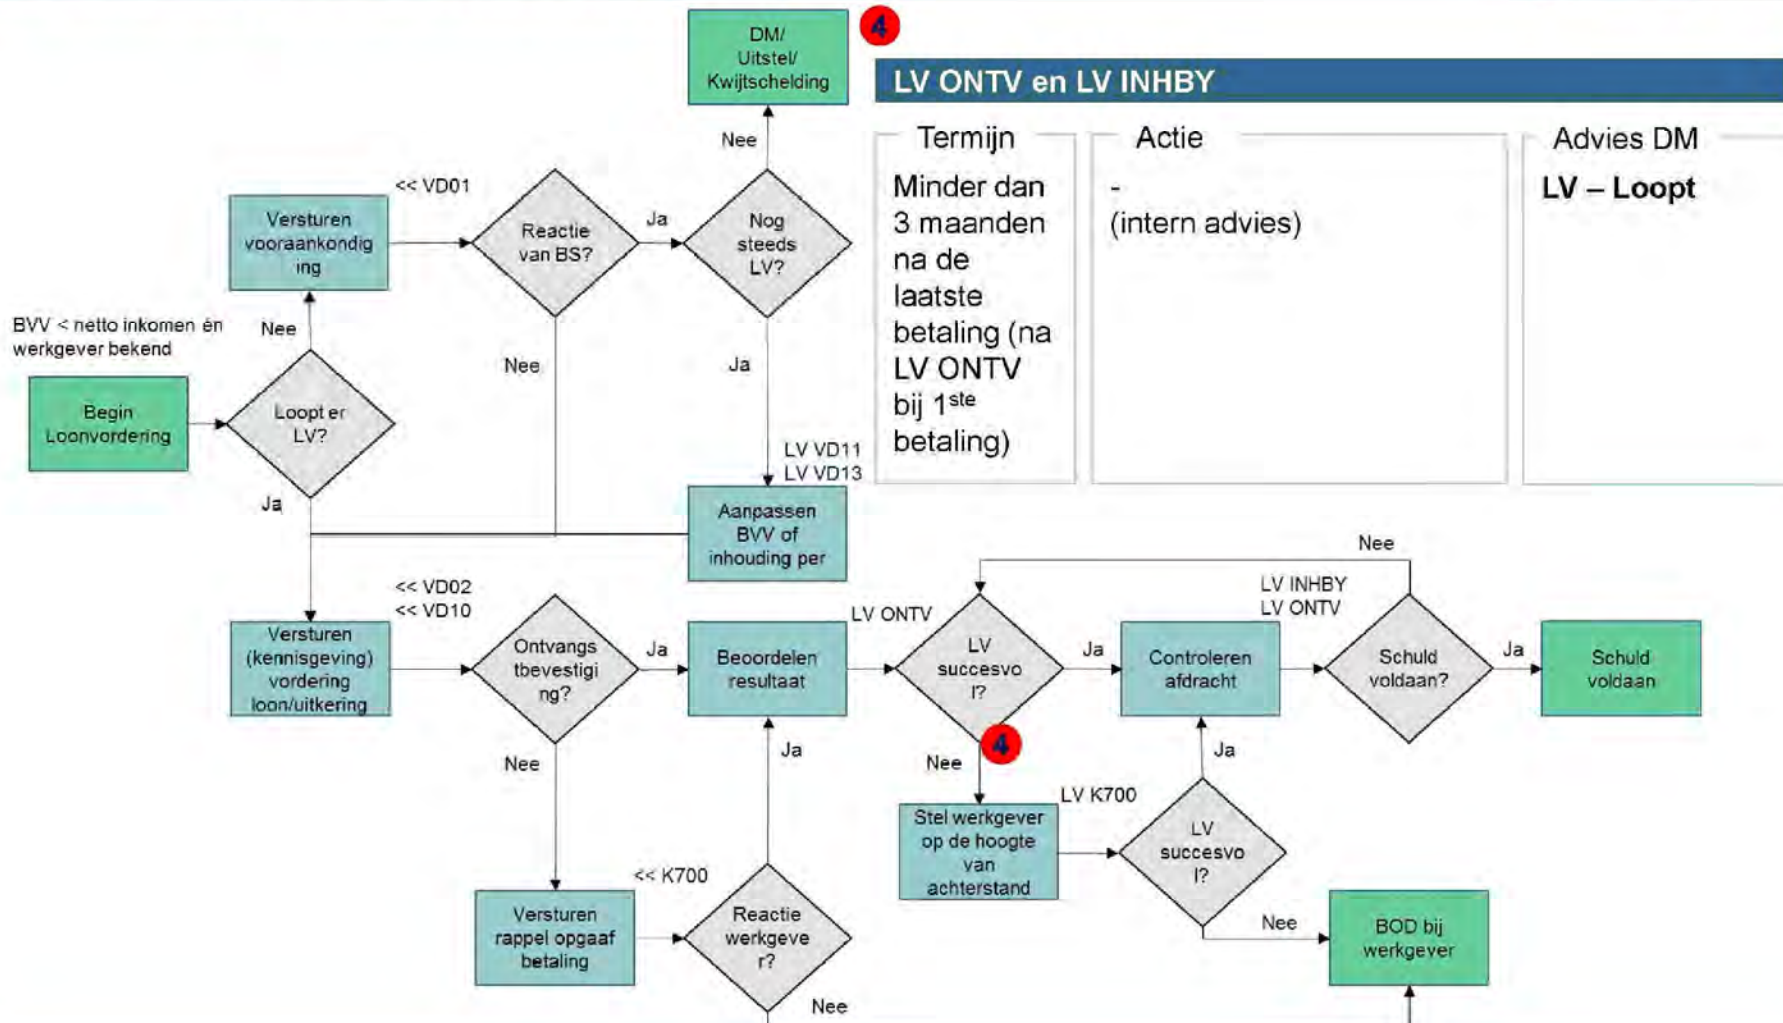 DM/
Uitstel/
Kwijtschelding
4
LV ONTV en LV INHBY
Termijn
Minder dan
3 maanden
na de
laatste
betaling (na
LV ONTV
bij 1ste
betaling)
Actie
-
(intern advies)
Advies DM
LV – Loopt
Nee
<< VD01
Versturen
vooraankondig
ing
Reactie
van BS?
Ja
Nog
steeds
LV?
BVV < netto inkomen én
werkgever bekend
Nee
Nee
Ja
Begin
Loonvordering
Loopt er
LV?
Ja
LV VD11
LV VD13
Aanpassen
BVV of
inhouding per
Nee
<< VD02
<< VD10
LV INHBY
LV ONTV
LV ONTV
Versturen
(kennisgeving)
vordering
loon/uitkering
Ontvangs
tbevestigi
ng?
Ja
Beoordelen
resultaat
LV
succesvo
l?
Ja
Controleren
afdracht
Schuld
voldaan?
Ja
Schuld
voldaan
Nee
Ja
Nee
4
Ja
LV K700
Stel werkgever
op de hoogte
van
achterstand
LV
succesvo
l?
<< K700
Versturen
rappel opgaaf
betaling
Reactie
werkgeve
r?
Nee
BOD bij
werkgever
Nee